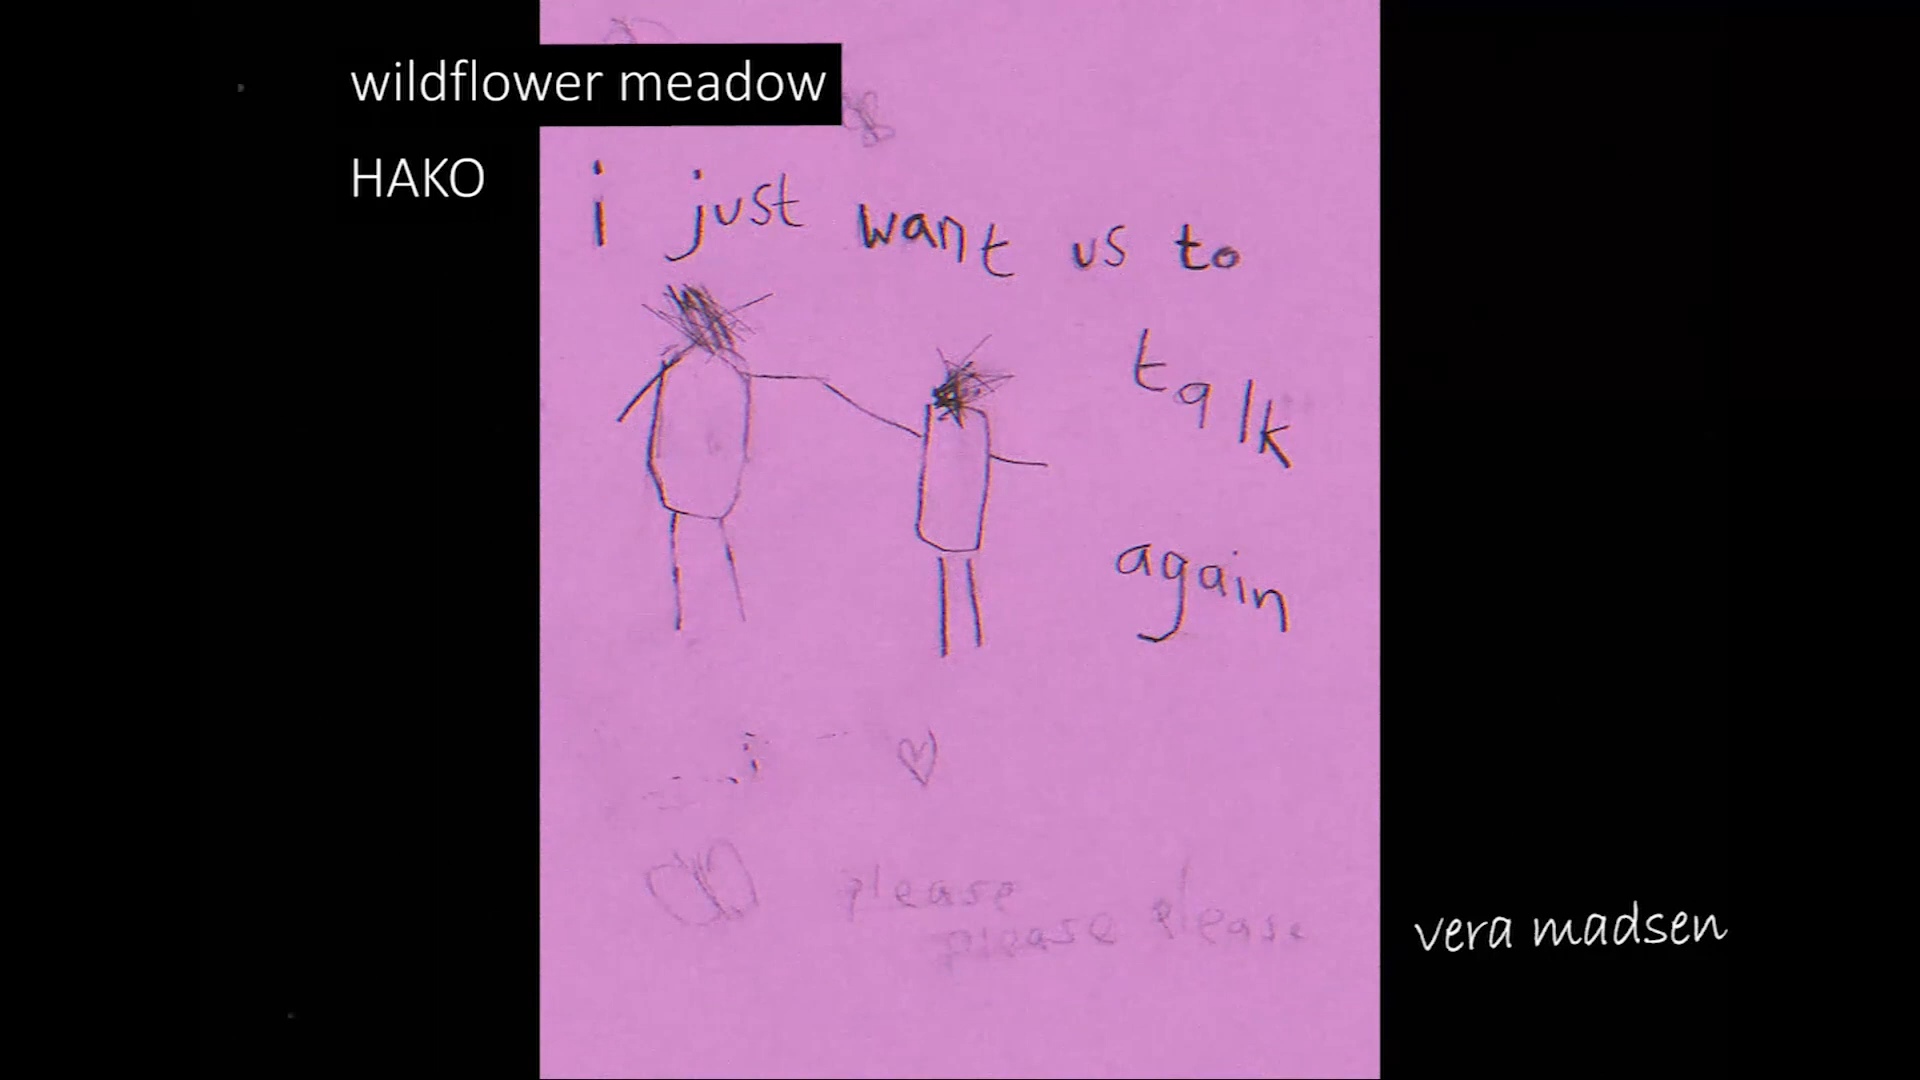 wildflower meadow
HAKO
i just want us to
talk
again
please
please please
vera madsen